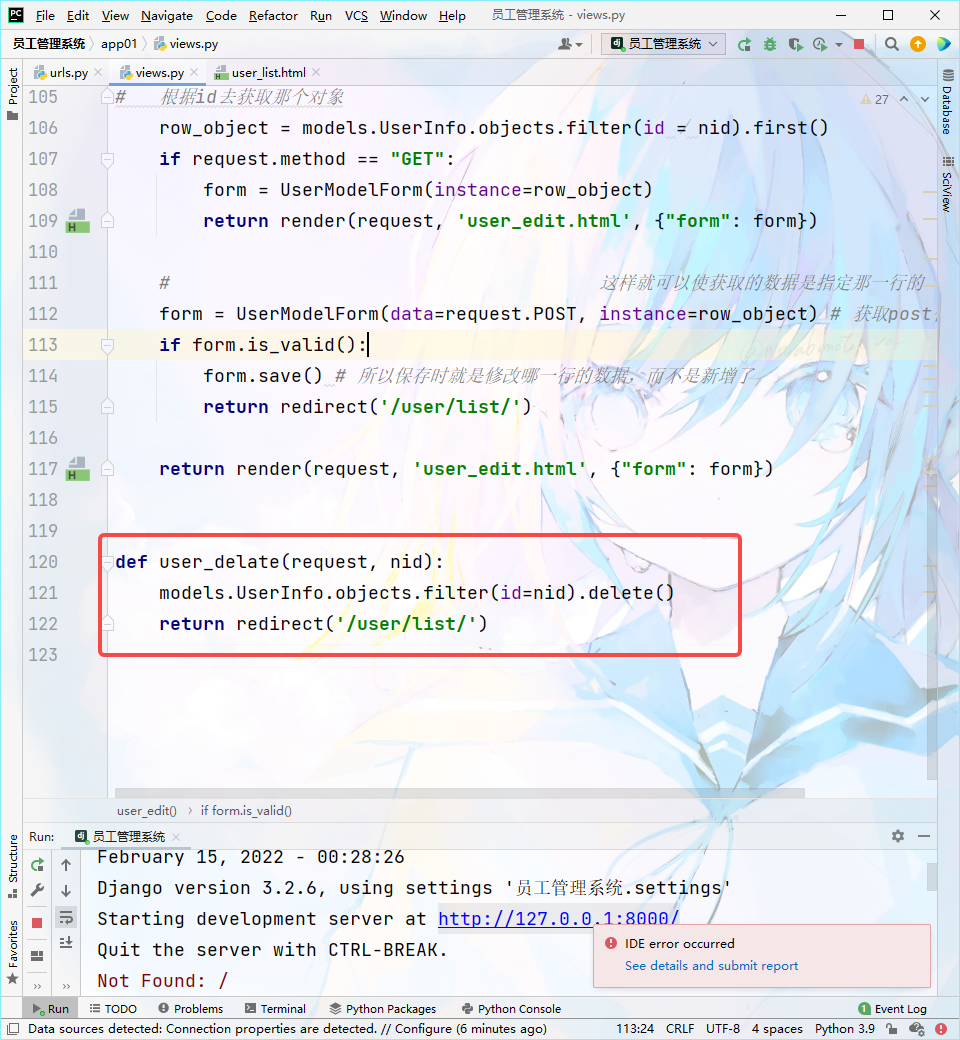 PC File Edit View Navigate Code Refactor Run VCS Window Help 员工管理系统 - views.py
员工管理系统 app01 views.py dj 员工管理系统
urls.py views.py user_list.html
Project
Database
SciView
27
105 # 根据id去获取那个对象
106 row_object = models.UserInfo.objects.filter(id = nid).first()
107 if request.method == "GET":
108 form = UserModelForm(instance=row_object)
109 H return render(request, 'user_edit.html', {"form": form})
110
111 # 这样就可以使获取的数据是指定那一行的
112 form = UserModelForm(data=request.POST, instance=row_object) # 获取post
113 if form.is_valid():
114 form.save() # 所以保存时就是修改哪一行的数据，而不是新增了
115 return redirect('/user/list/')
116
117 H return render(request, 'user_edit.html', {"form": form})
118
119
120 def user_delate(request, nid):
121 models.UserInfo.objects.filter(id=nid).delete()
122 return redirect('/user/list/')
123
user_edit() › if form.is_valid()
Structure
Favorites
Run: dj 员工管理系统
February 15, 2022 - 00:28:26
Django version 3.2.6, using settings '员工管理系统.settings'
Starting development server at http://127.0.0.1:8000/
Quit the server with CTRL-BREAK.
Not Found: /
IDE error occurred
See details and submit report
Run TODO Problems Terminal Python Packages Python Console 1 Event Log
Data sources detected: Connection properties are detected. // Configure (6 minutes ago) 113:24 CRLF UTF-8 4 spaces Python 3.9